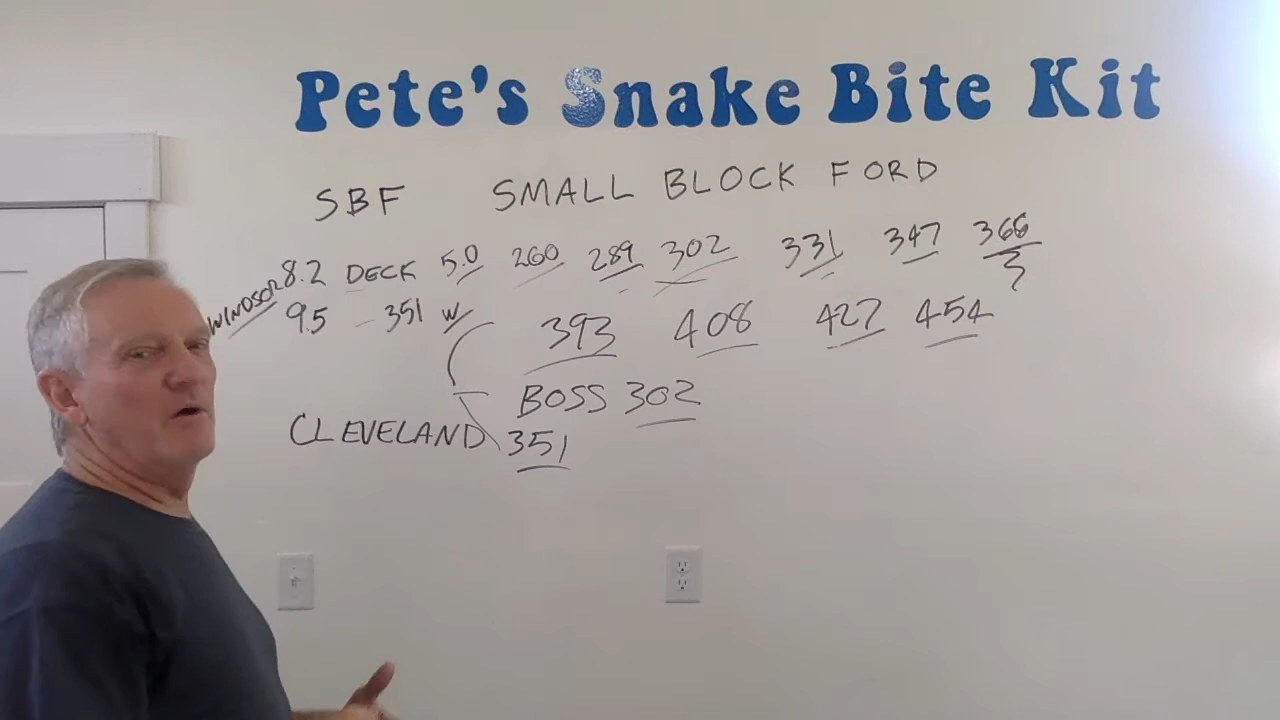 Pete's Snake Bite Kit
SBF SMALL BLOCK FORD
8.2 DECK 5.0 260 289 302 331 347 366
WINDSOR
9.5 351 W 393 408 427 454
BOSS 302
CLEVELAND 351